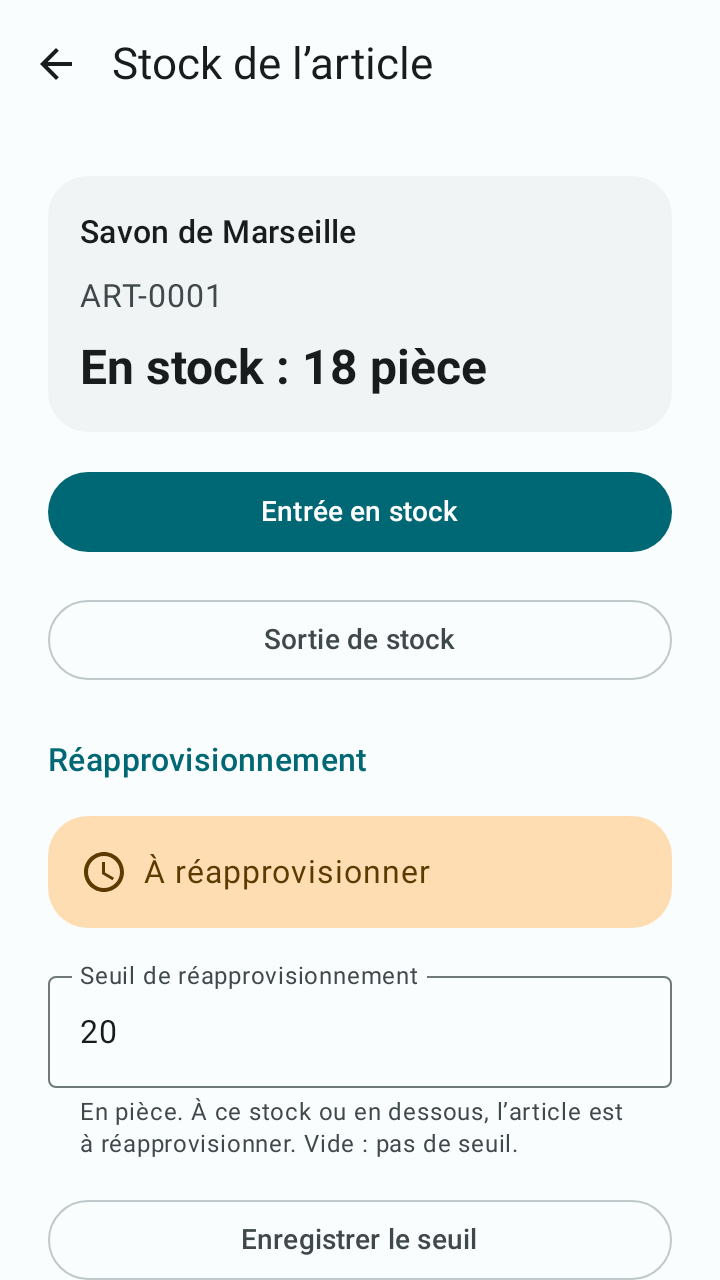 Stock de l’article
Savon de Marseille
ART-0001
En stock : 18 pièce
Entrée en stock
Sortie de stock
Réapprovisionnement
À réapprovisionner
Seuil de réapprovisionnement
20
En pièce. À ce stock ou en dessous, l’article est
à réapprovisionner. Vide : pas de seuil.
Enregistrer le seuil